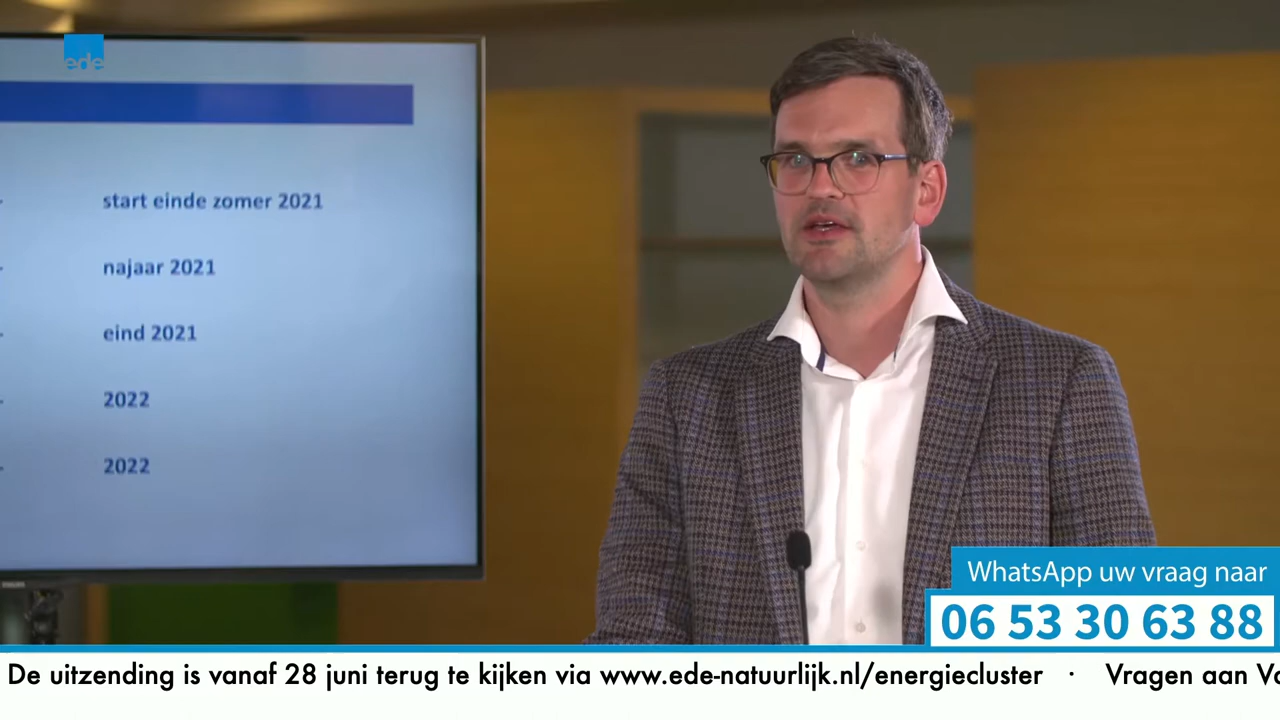 ede
start einde zomer 2021
najaar 2021
eind 2021
2022
2022
WhatsApp uw vraag naar
06 53 30 63 88
De uitzending is vanaf 28 juni terug te kijken via www.ede-natuurlijk.nl/energiecluster · Vragen aan